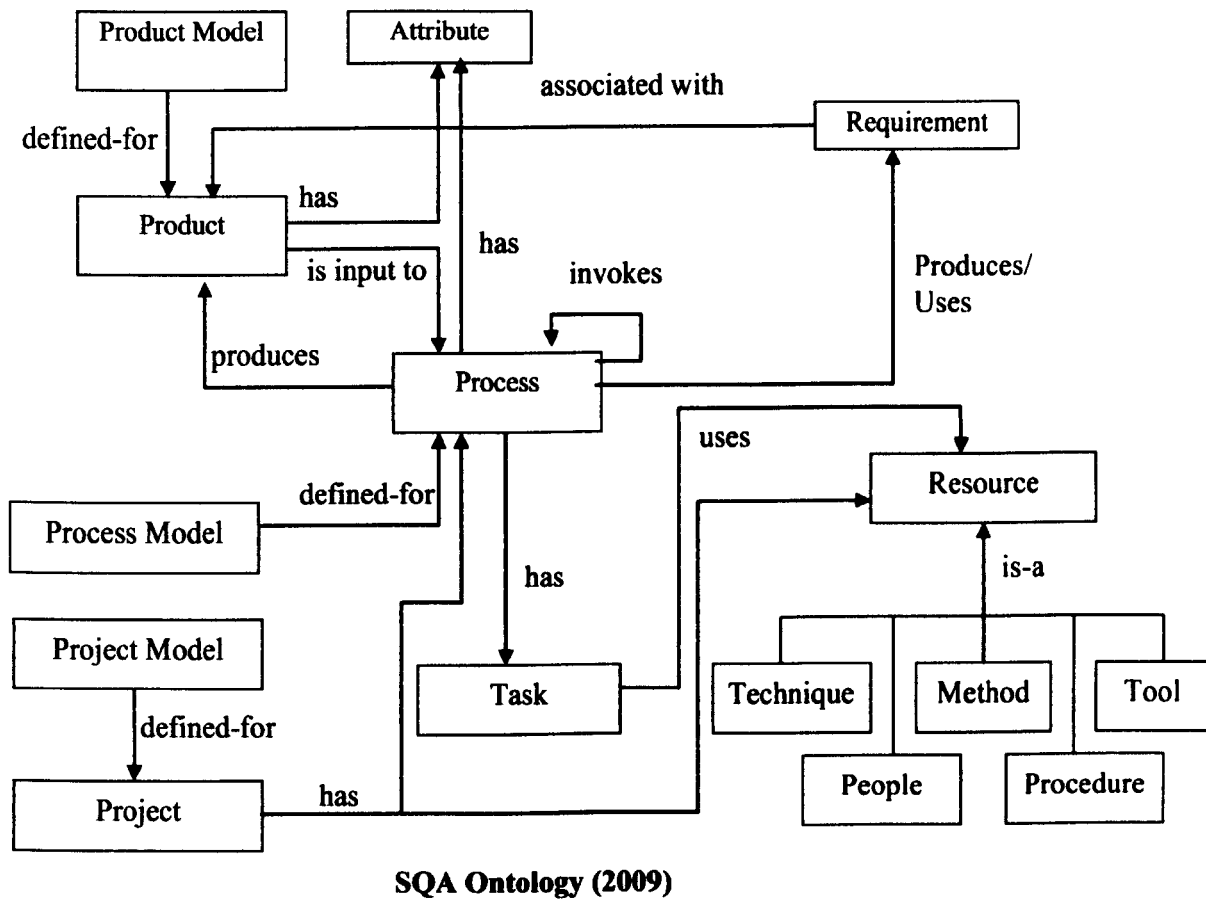 Product Model
Attribute
associated with
Requirement
defined-for
has
Product
is input to
has
invokes
Produces/
Uses
produces
Process
uses
Resource
defined-for
Process Model
is-a
has
Project Model
Technique
Method
Tool
Task
defined-for
People
Procedure
has
Project
SQA Ontology (2009)